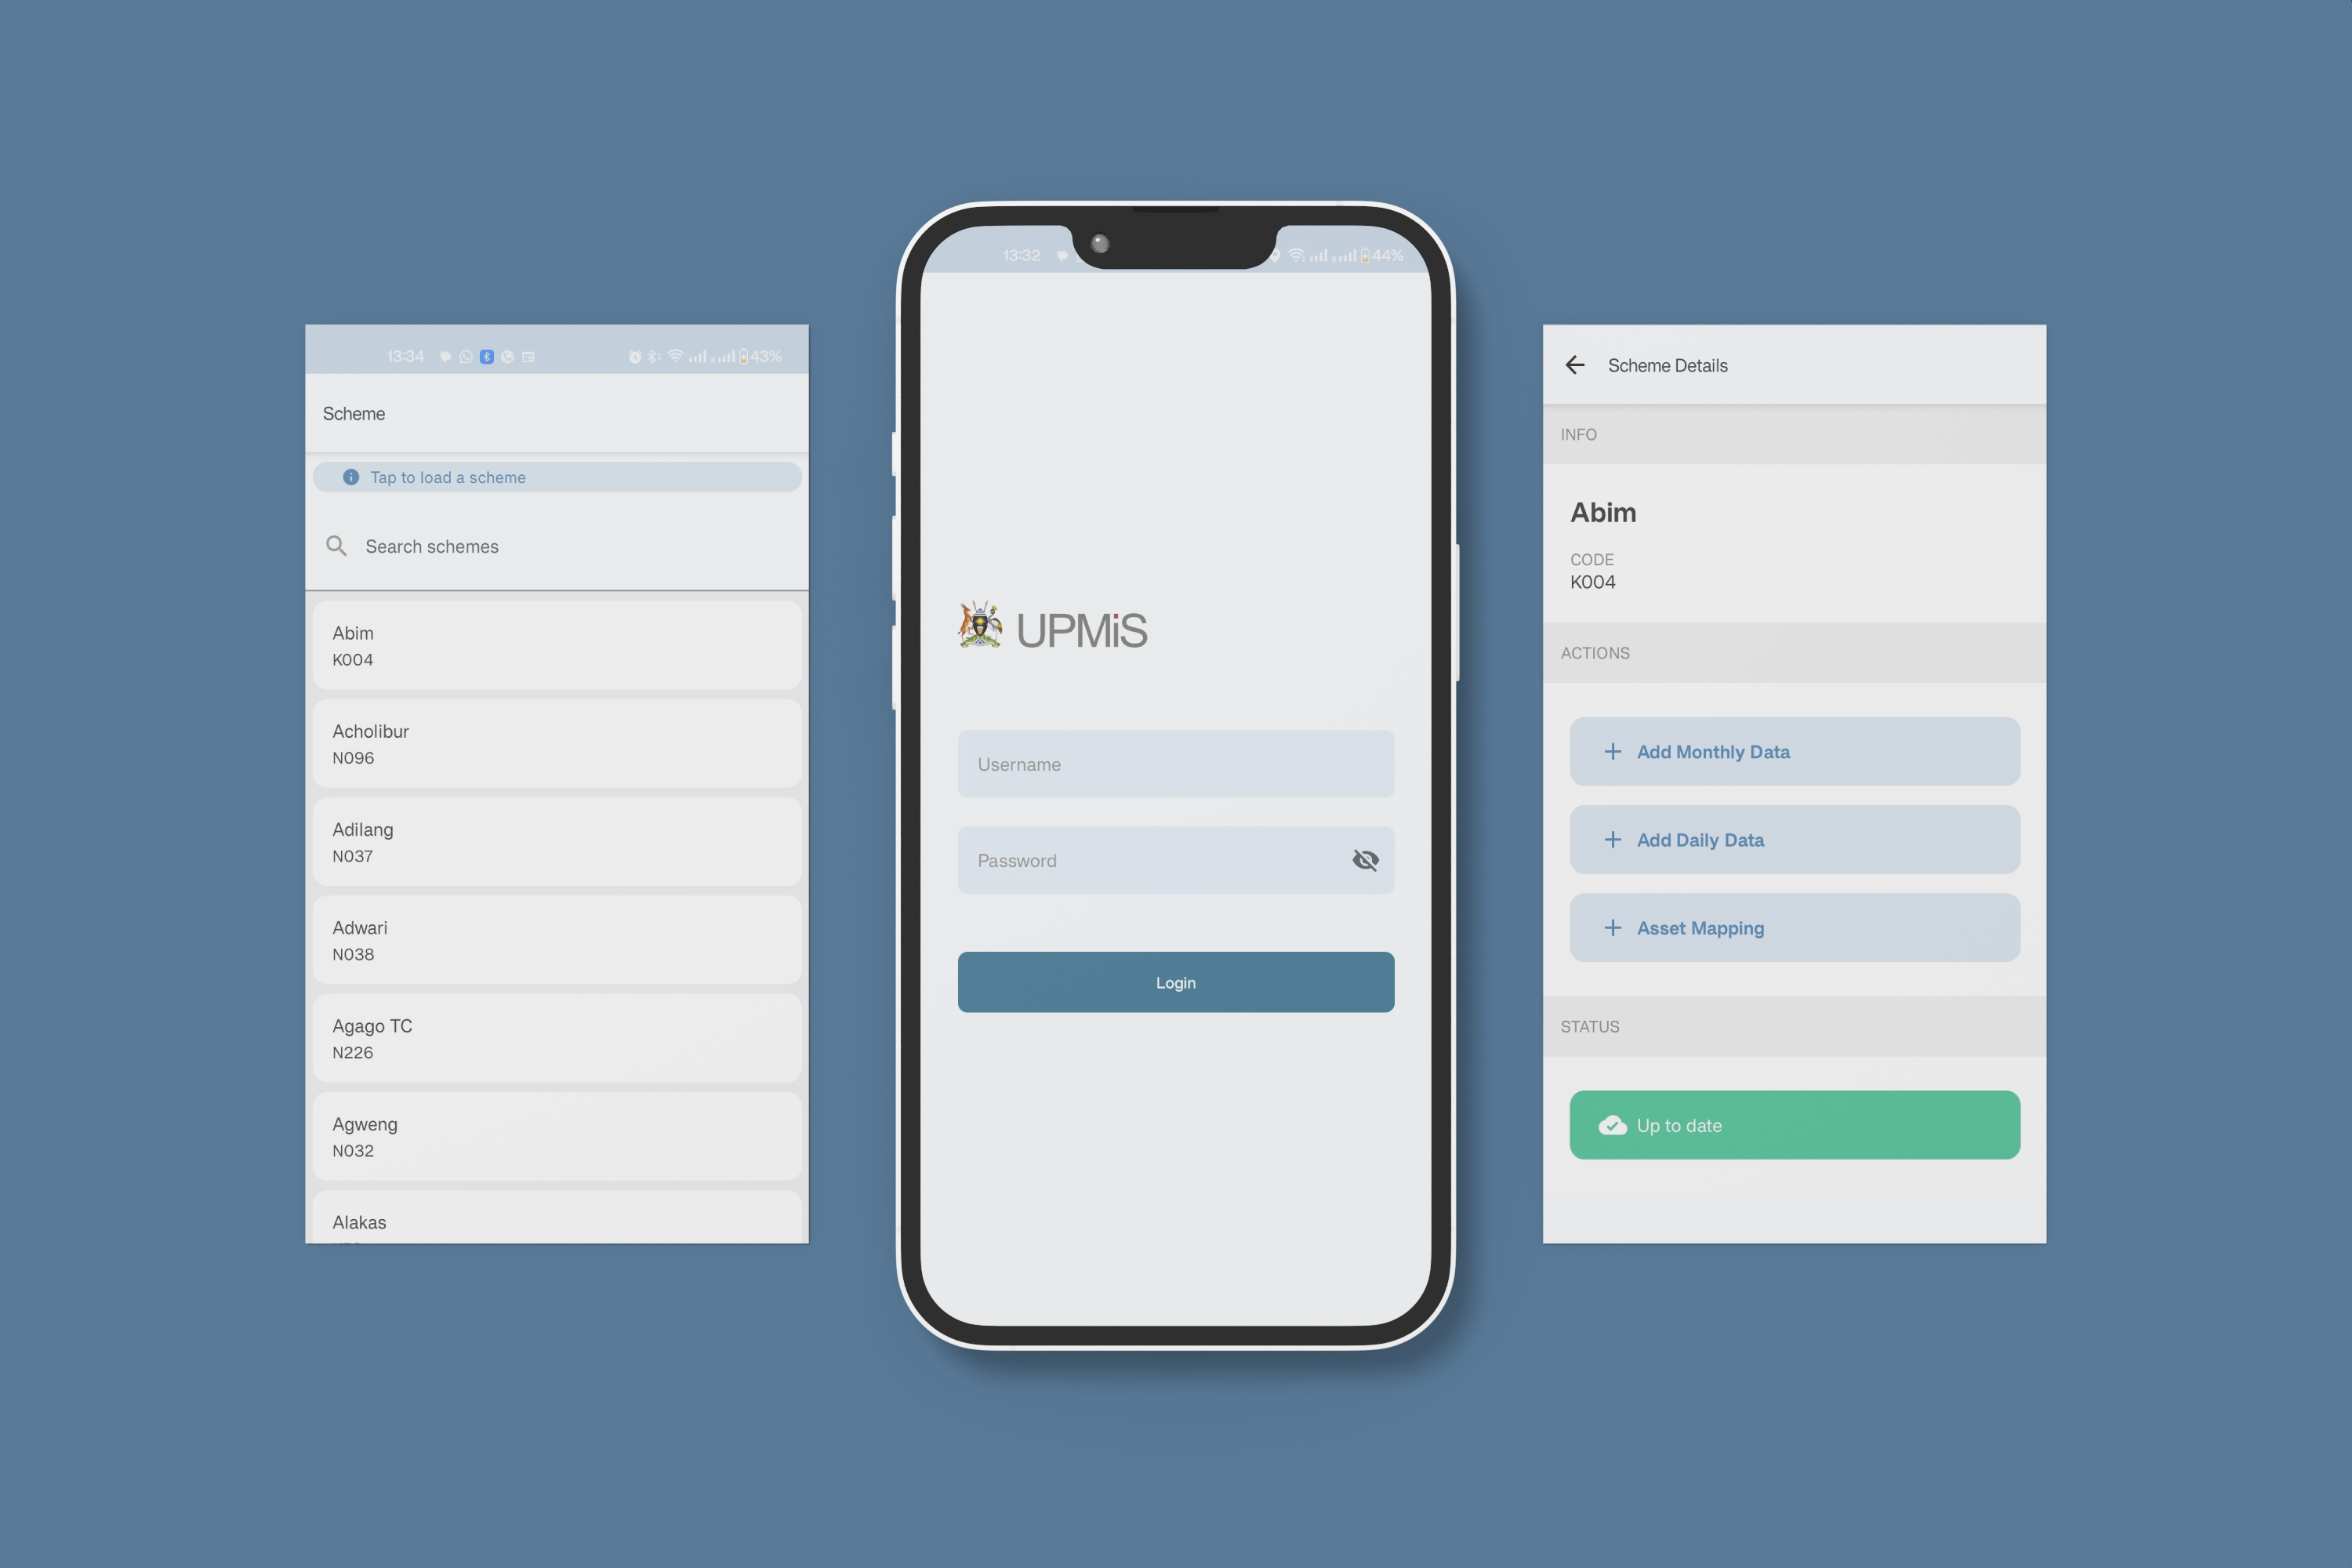 13:34
43%
Scheme
Tap to load a scheme
Search schemes
Abim
K004
Acholibur
N096
Adilang
N037
Adwari
N038
Agago TC
N226
Agweng
N032
Alakas
13:32
44%
UPMiS
Username
Password
Login
Scheme Details
INFO
Abim
CODE
K004
ACTIONS
+ Add Monthly Data
+ Add Daily Data
+ Asset Mapping
STATUS
Up to date